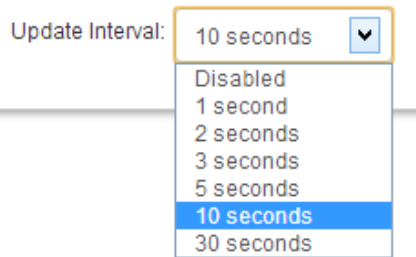 Update Interval: 10 seconds
Disabled
1 second
2 seconds
3 seconds
5 seconds
10 seconds
30 seconds